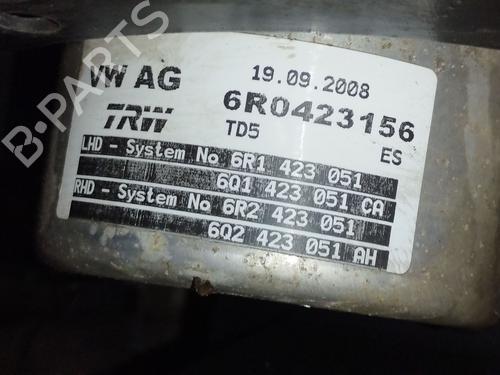 VW AG 19.09.2008
6R0423156
TRW TD5 ES
LHD - System No 6R1 423 051
6Q1 423 051 CA
RHD - System No 6R2 423 051
6Q2 423 051 AH
B-PARTS